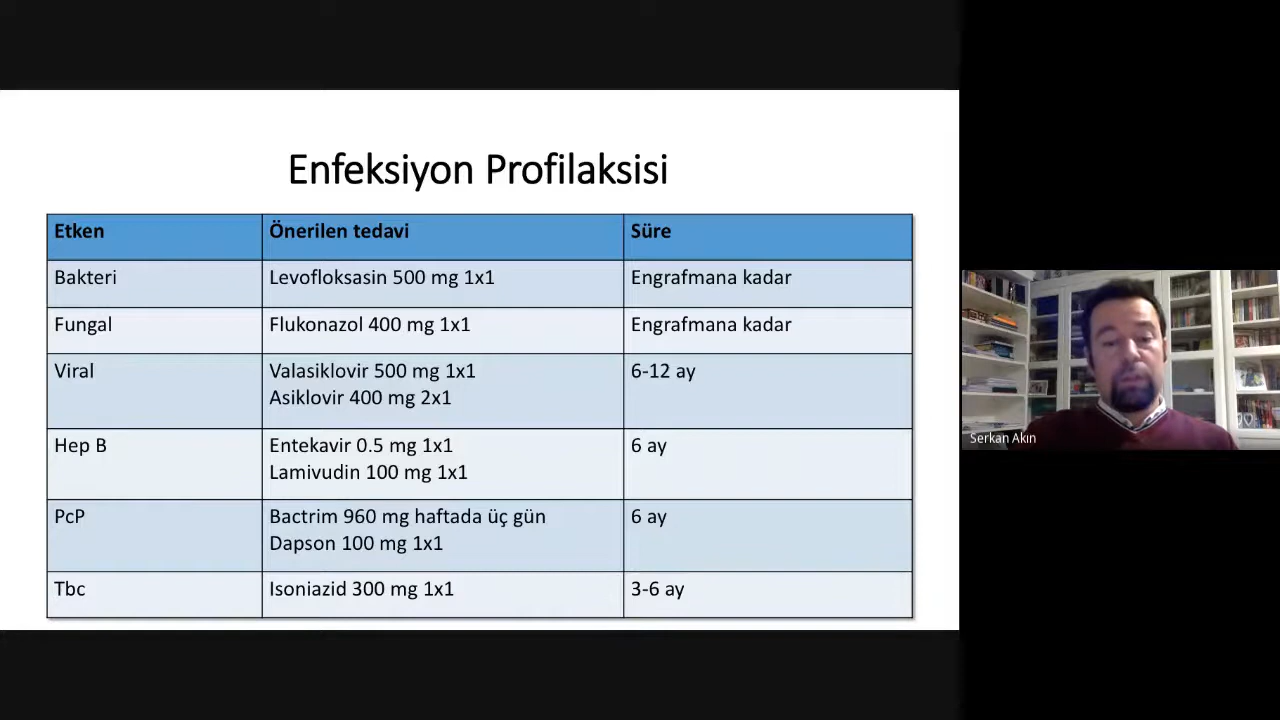 Enfeksiyon Profilaksisi
Etken Önerilen tedavi Süre
Bakteri Levofloksasin 500 mg 1x1 Engrafmana kadar
Fungal Flukonazol 400 mg 1x1 Engrafmana kadar
Viral Valasiklovir 500 mg 1x1 6-12 ay
Asiklovir 400 mg 2x1
Hep B Entekavir 0.5 mg 1x1 6 ay
Lamivudin 100 mg 1x1
PcP Bactrim 960 mg haftada üç gün 6 ay
Dapson 100 mg 1x1
Tbc Isoniazid 300 mg 1x1 3-6 ay
Serkan Akın